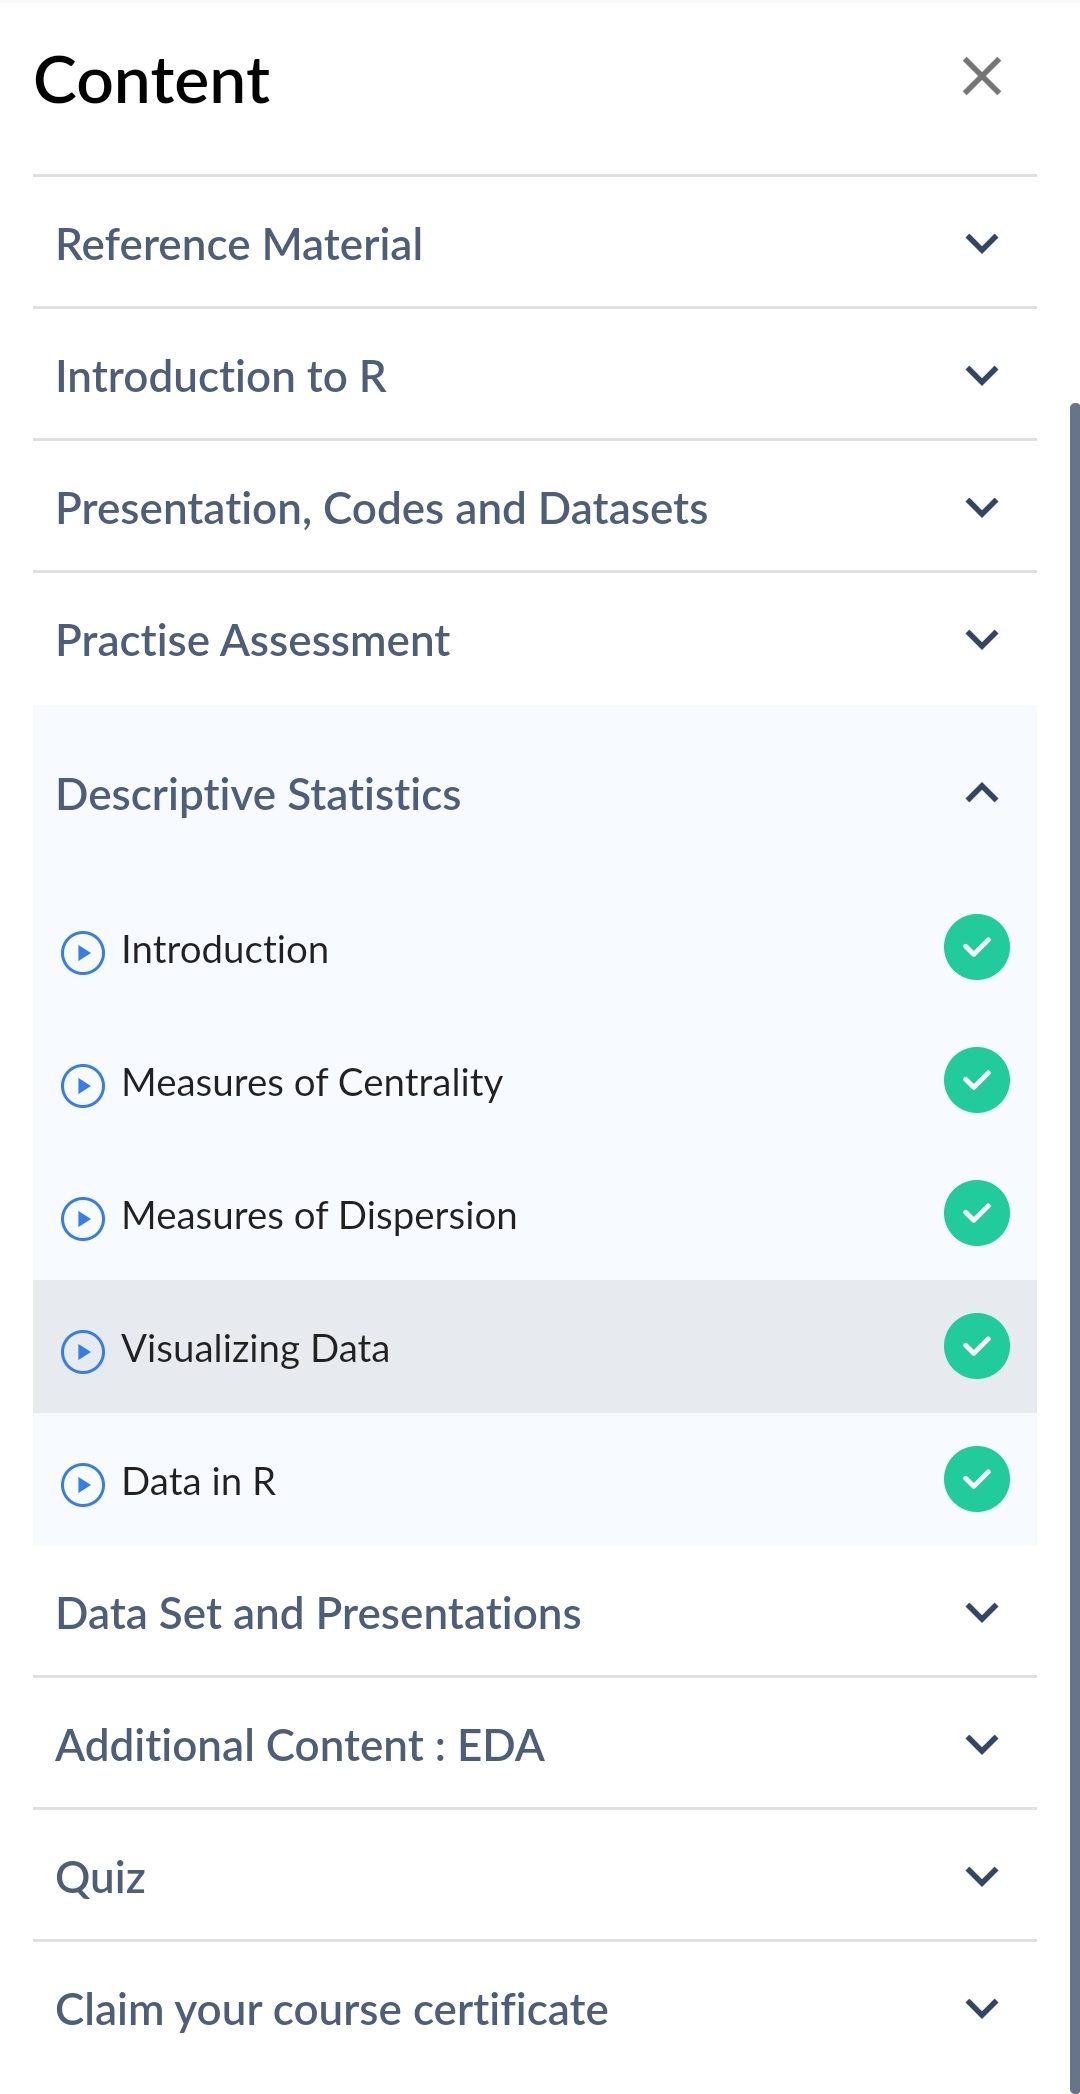 Content
Reference Material
Introduction to R
Presentation, Codes and Datasets
Practise Assessment
Descriptive Statistics
Introduction
Measures of Centrality
Measures of Dispersion
Visualizing Data
Data in R
Data Set and Presentations
Additional Content : EDA
Quiz
Claim your course certificate